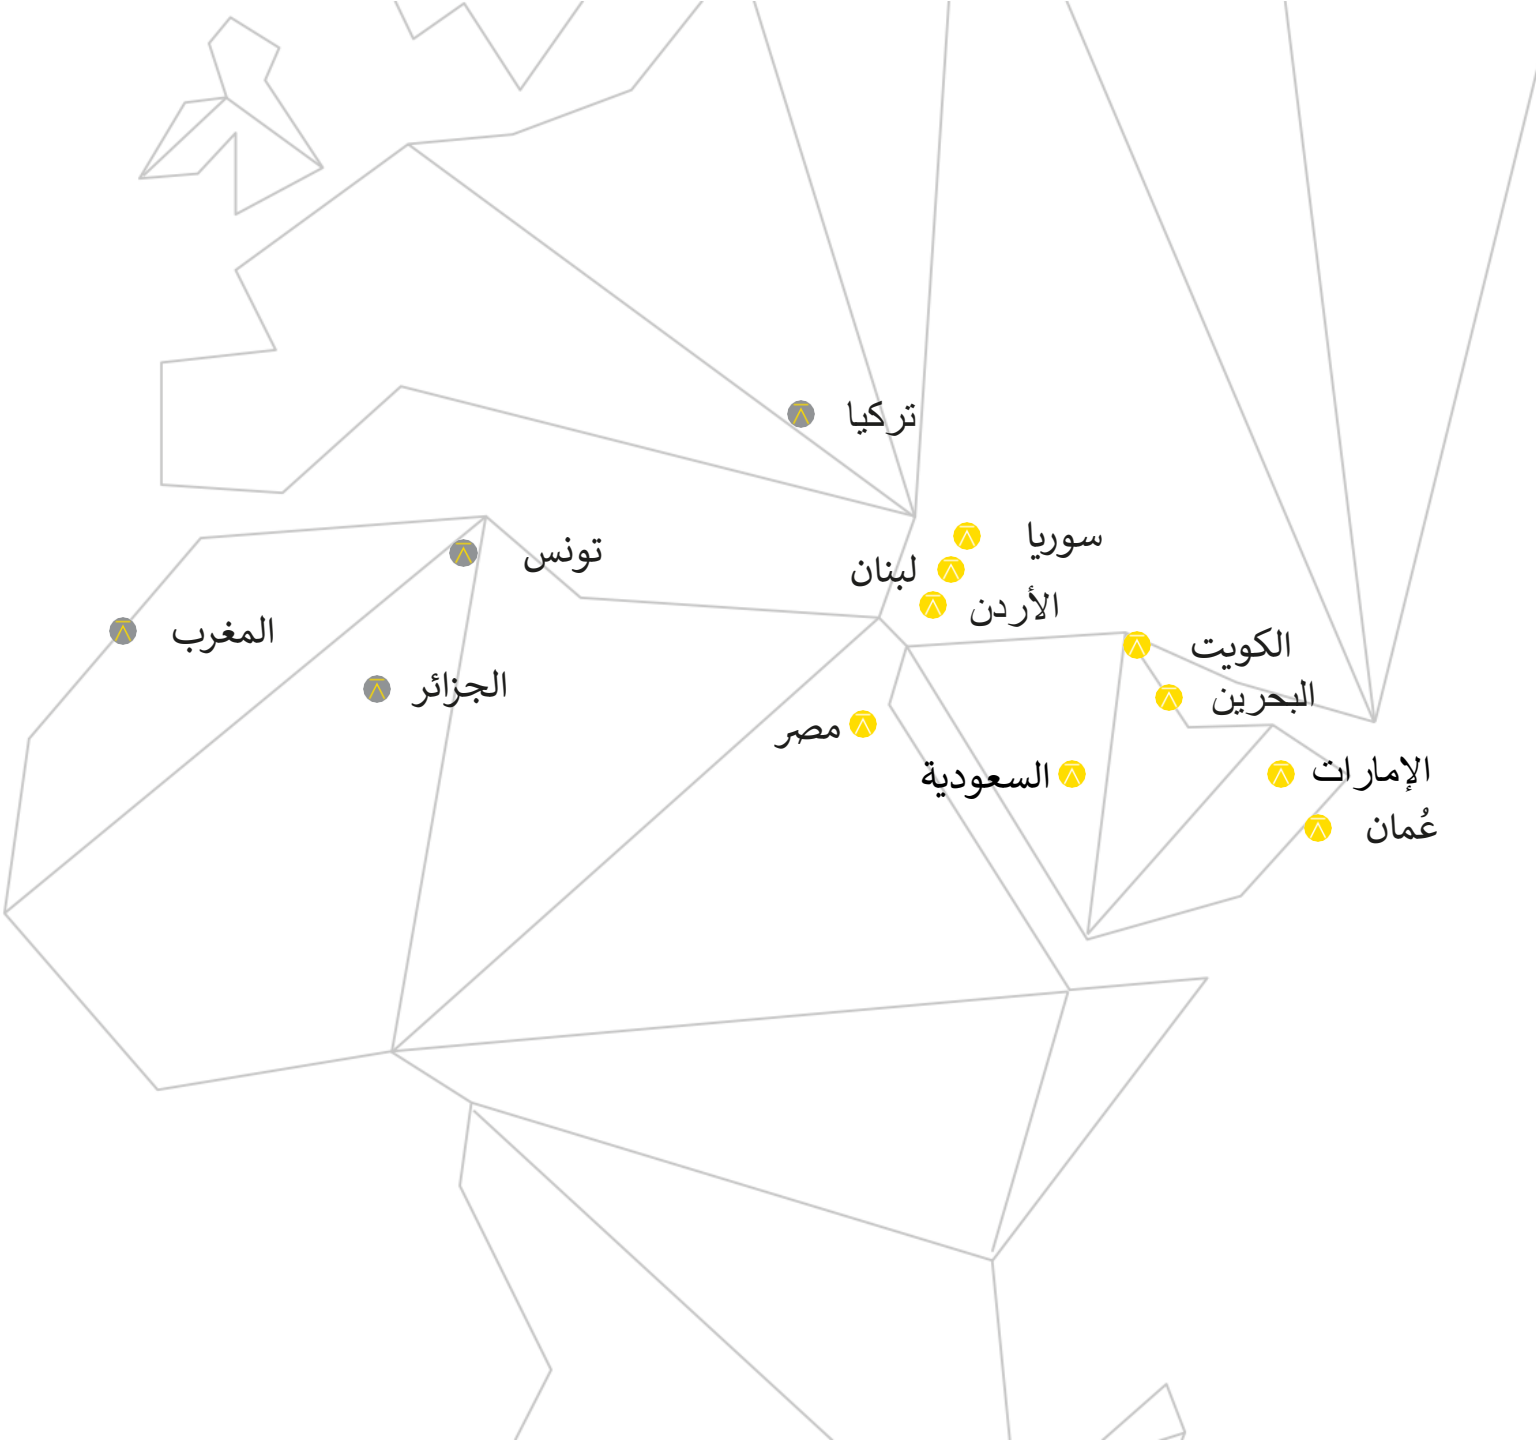 تركيا
سوريا
تونس
لبنان
الأردن
المغرب
الكويت
الجزائر
البحرين
مصر
السعودية
الإمارات
عُمان